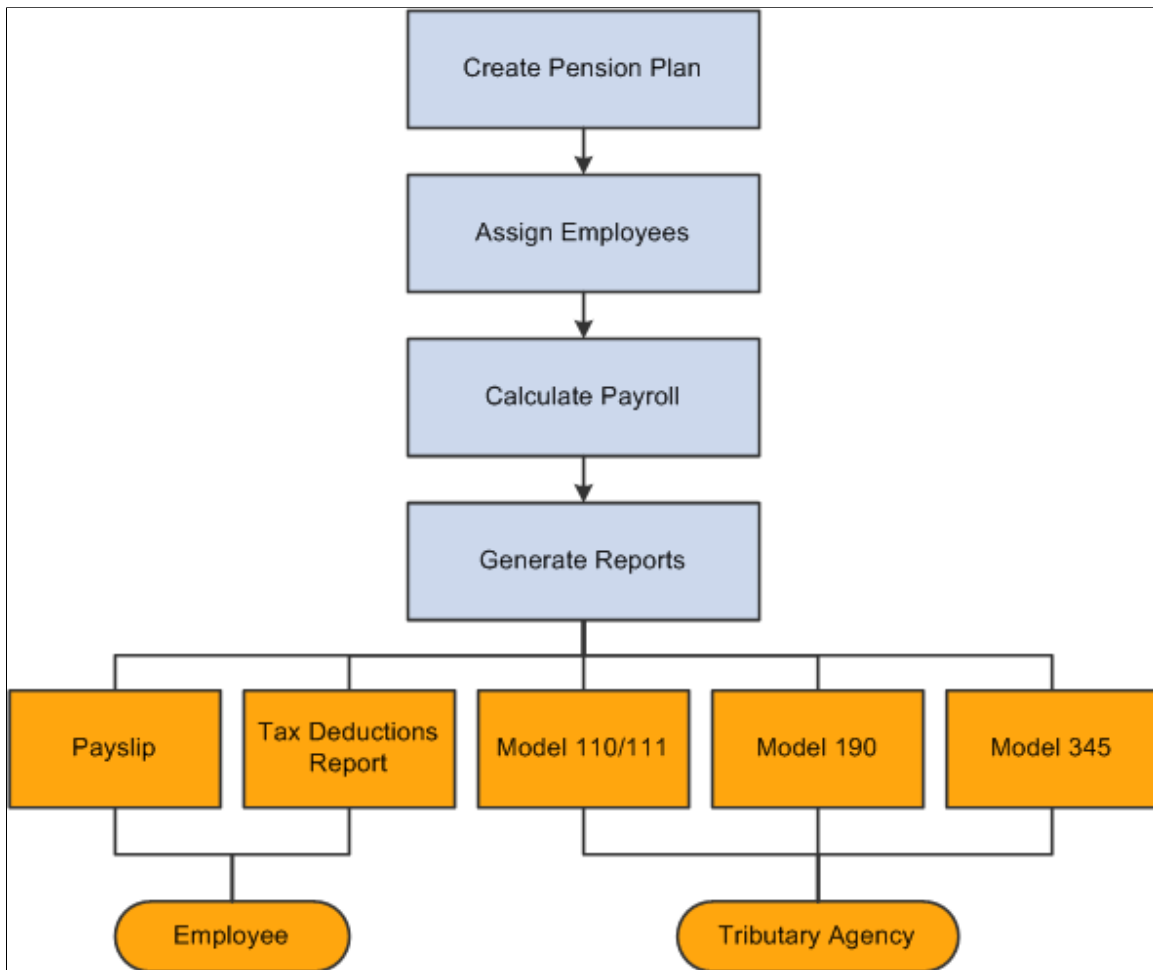 Create Pension Plan
Assign Employees
Calculate Payroll
Generate Reports
Payslip
Tax Deductions
Report
Model 110/111
Model 190
Model 345
Employee
Tributary Agency